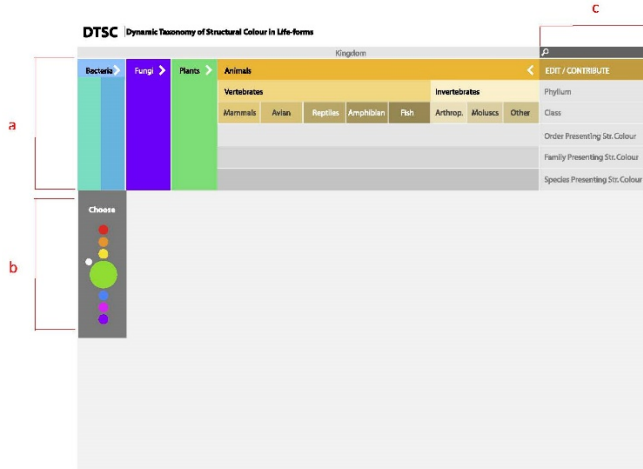 c
DTSC Dynamic Taxonomy of Structural Colour in Life-forms
Kingdom
Bacteria Fungi Plants Animals EDIT / CONTRIBUTE
Vertebrates Invertebrates Phylium
Mammals Avian Reptiles Amphibian Fish Arthrop. Moluscs Other Class
a
Order Presenting Str. Colour
Family Presenting Str. Colour
Species Presenting Str. Colour
Choose
b